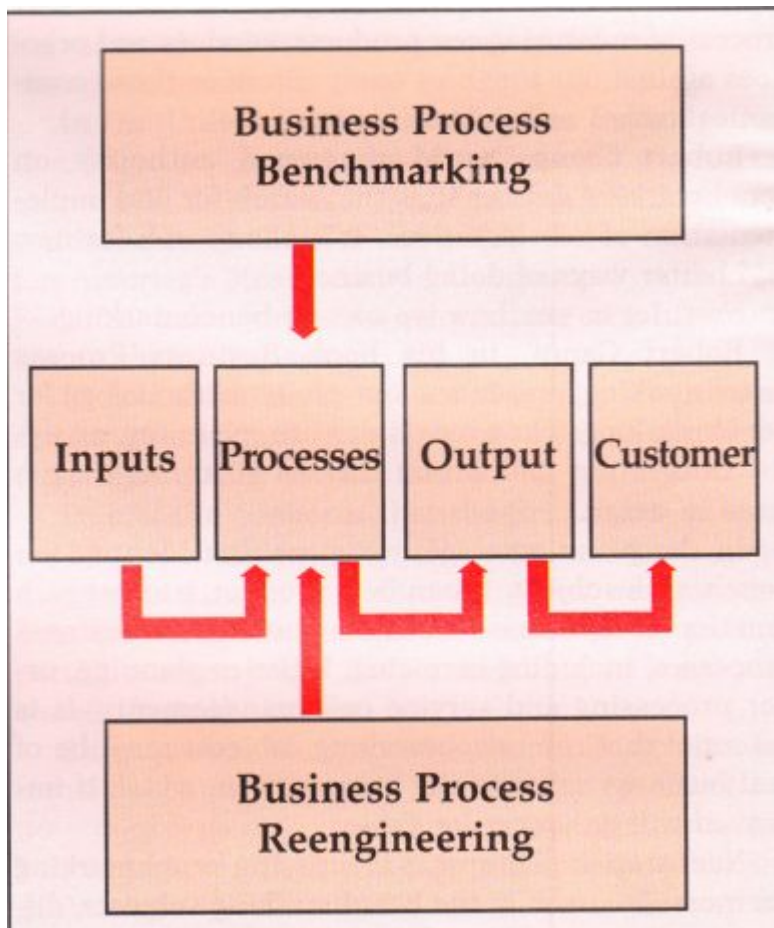 Business Process
Benchmarking
Inputs
Processes
Output
Customer
Business Process
Reengineering